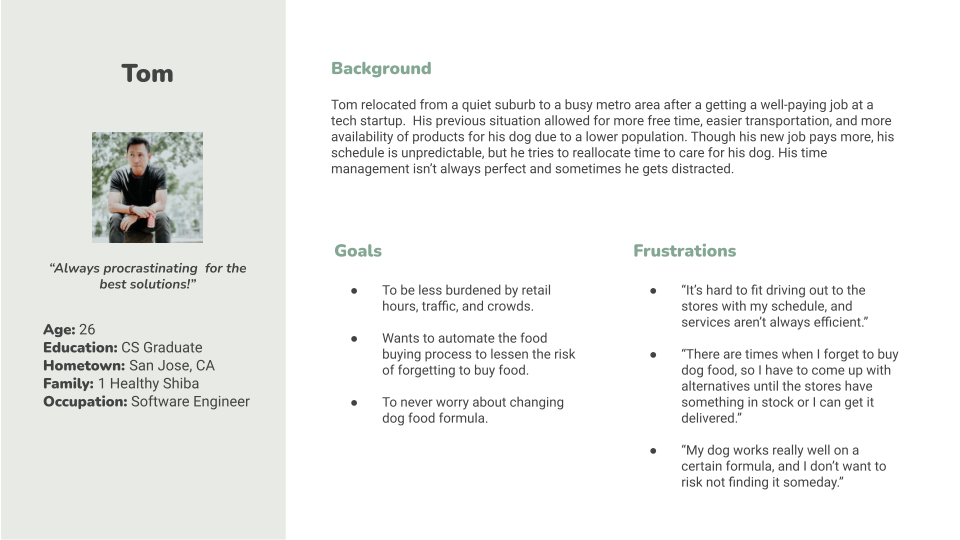 Tom
“Always procrastinating  for the
best solutions!”
Age: 26
Education: CS Graduate
Hometown: San Jose, CA
Family: 1 Healthy Shiba
Occupation: Software Engineer
Background
Tom relocated from a quiet suburb to a busy metro area after a getting a well-paying job at a
tech startup.  His previous situation allowed for more free time, easier transportation, and more
availability of products for his dog due to a lower population. Though his new job pays more, his
schedule is unpredictable, but he tries to reallocate time to care for his dog. His time
management isn’t always perfect and sometimes he gets distracted.
Goals
● To be less burdened by retail
hours, traffic, and crowds.
● Wants to automate the food
buying process to lessen the risk
of forgetting to buy food.
● To never worry about changing
dog food formula.
Frustrations
● “It’s hard to fit driving out to the
stores with my schedule, and
services aren’t always efficient.”
● “There are times when I forget to buy
dog food, so I have to come up with
alternatives until the stores have
something in stock or I can get it
delivered.”
● “My dog works really well on a
certain formula, and I don’t want to
risk not finding it someday.”